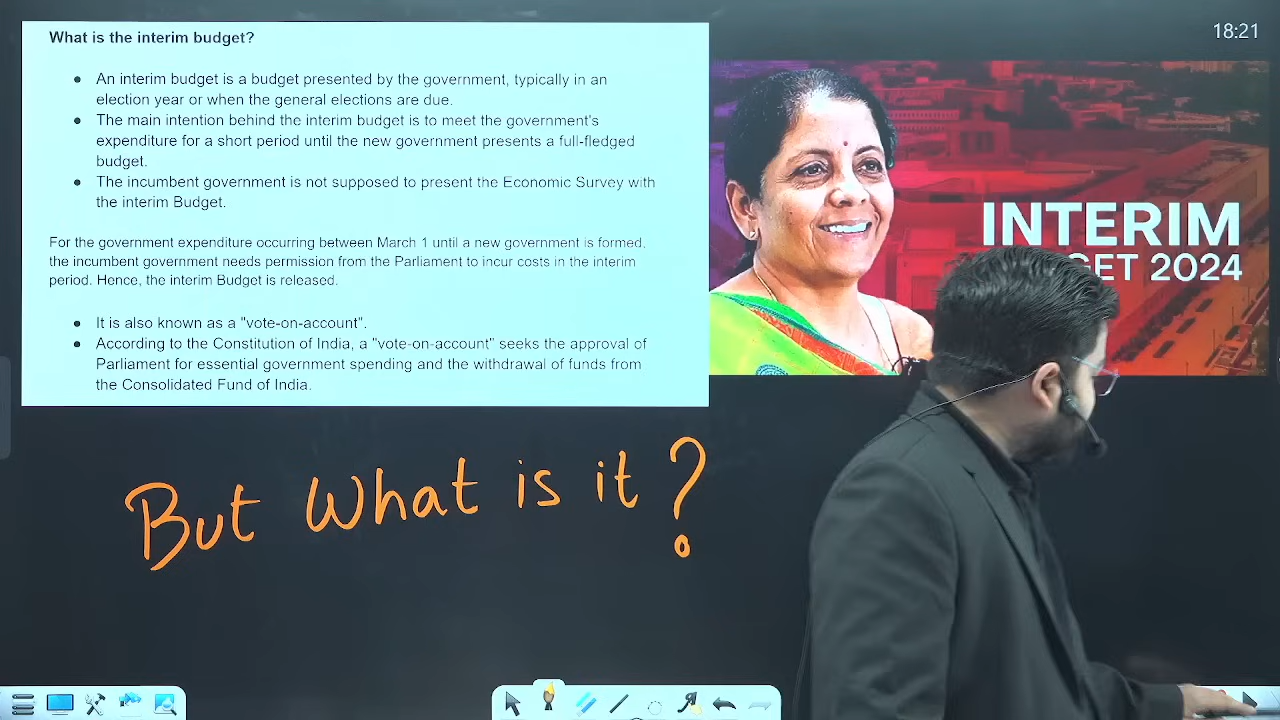 What is the interim budget?
● An interim budget is a budget presented by the government, typically in an
election year or when the general elections are due.
● The main intention behind the interim budget is to meet the government's
expenditure for a short period until the new government presents a full-fledged
budget.
● The incumbent government is not supposed to present the Economic Survey with
the interim Budget.
For the government expenditure occurring between March 1 until a new government is formed,
the incumbent government needs permission from the Parliament to incur costs in the interim
period. Hence, the interim Budget is released.
● It is also known as a "vote-on-account".
● According to the Constitution of India, a "vote-on-account" seeks the approval of
Parliament for essential government spending and the withdrawal of funds from
the Consolidated Fund of India.
18:21
INTERIM
GET 2024
But What is it ?